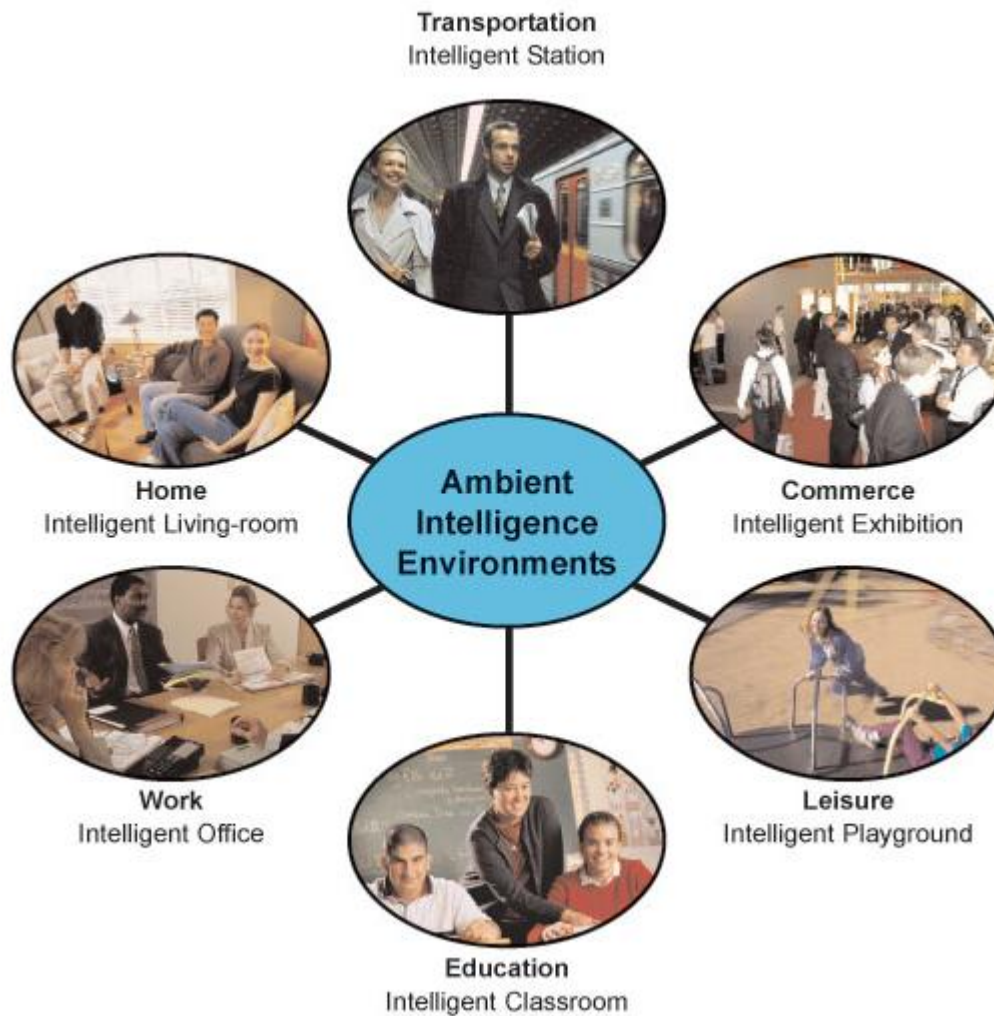 Transportation
Intelligent Station
Home
Intelligent Living-room
Commerce
Intelligent Exhibition
Ambient
Intelligence
Environments
Work
Intelligent Office
Leisure
Intelligent Playground
Education
Intelligent Classroom